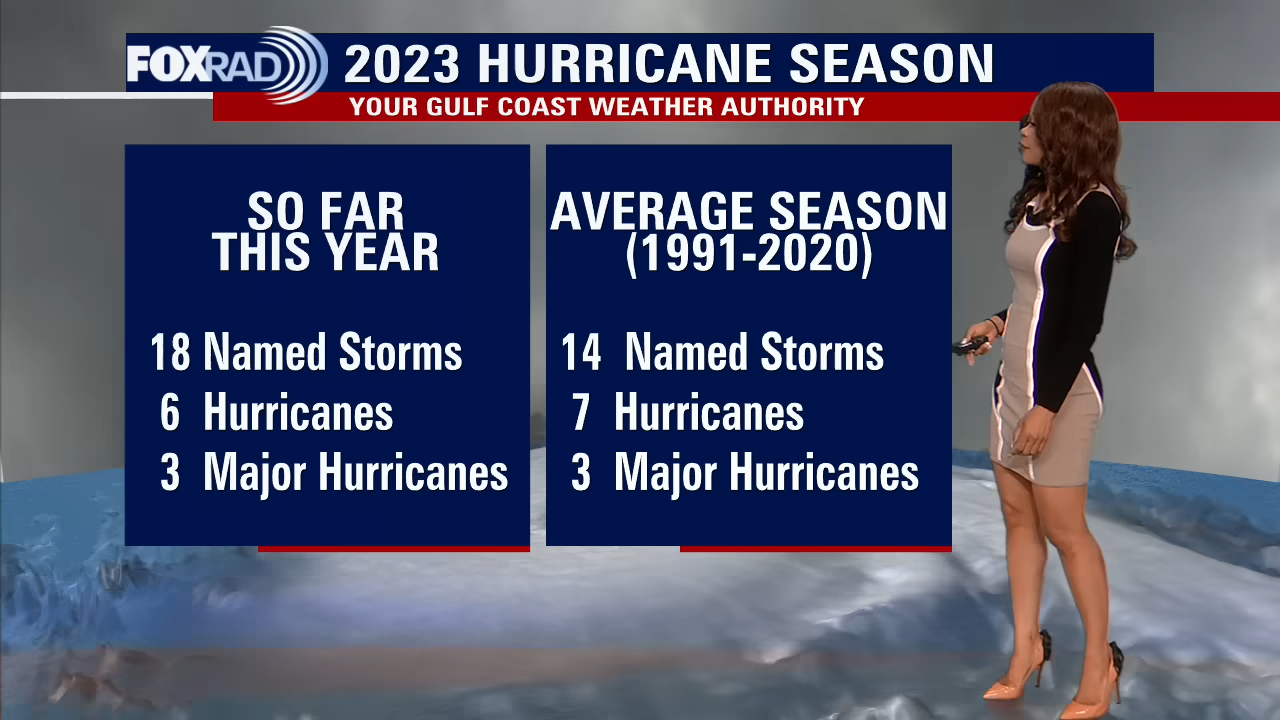 FOXRAD
2023 HURRICANE SEASON
YOUR GULF COAST WEATHER AUTHORITY
SO FAR
THIS YEAR
18 Named Storms
6 Hurricanes
3 Major Hurricanes
AVERAGE SEASON
(1991-2020)
14 Named Storms
7 Hurricanes
3 Major Hurricanes